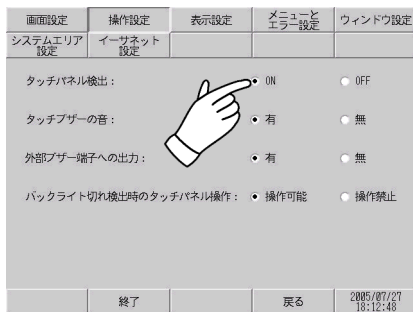 画面設定 操作設定 表示設定 メニューとエラー設定 ウィンドウ設定
システムエリア設定 イーサネット設定
タッチパネル検出： ON OFF
タッチブザーの音： 有 無
外部ブザー端子への出力： 有 無
バックライト切れ検出時のタッチパネル操作： 操作可能 操作禁止
終了 戻る 2005/07/27
18:12:48